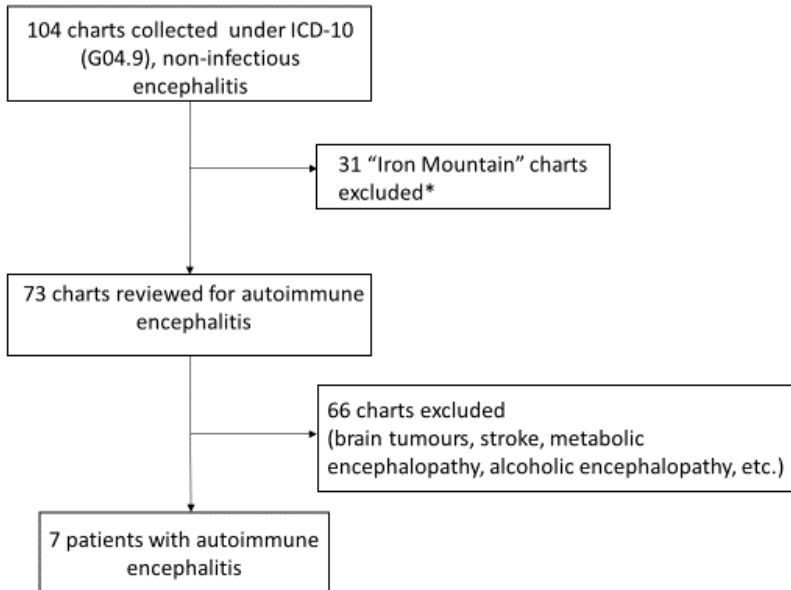 104 charts collected under ICD-10
(G04.9), non-infectious
encephalitis
31 “Iron Mountain” charts
excluded*
73 charts reviewed for autoimmune
encephalitis
66 charts excluded
(brain tumours, stroke, metabolic
encephalopathy, alcoholic encephalopathy, etc.)
7 patients with autoimmune
encephalitis